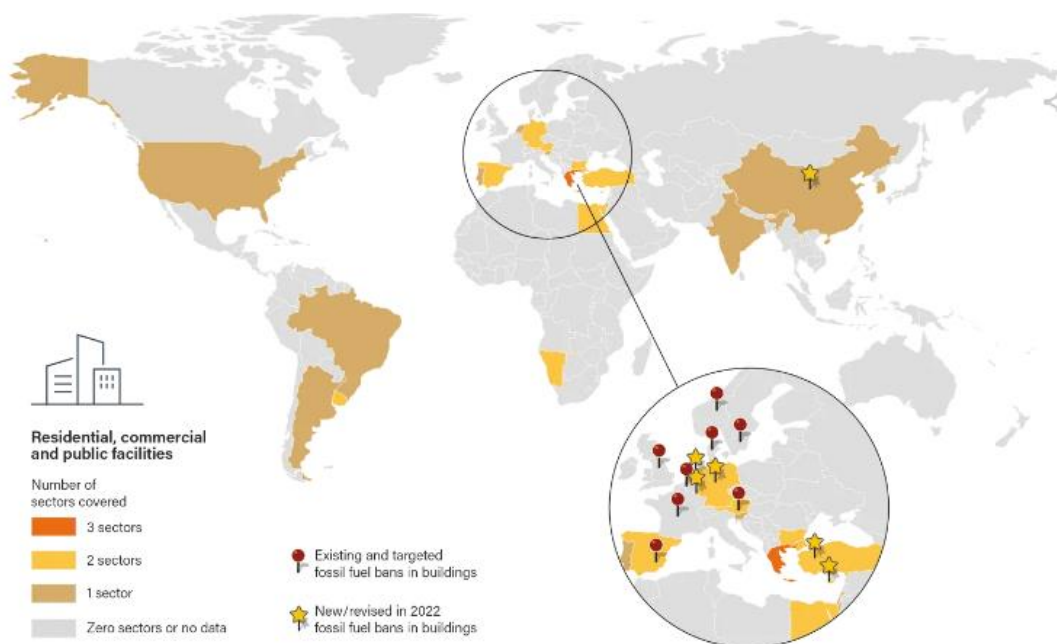 Residential, commercial
and public facilities
Number of
sectors covered
3 sectors
2 sectors
1 sector
Zero sectors or no data
Existing and targeted
fossil fuel bans in buildings
New/revised in 2022
fossil fuel bans in buildings